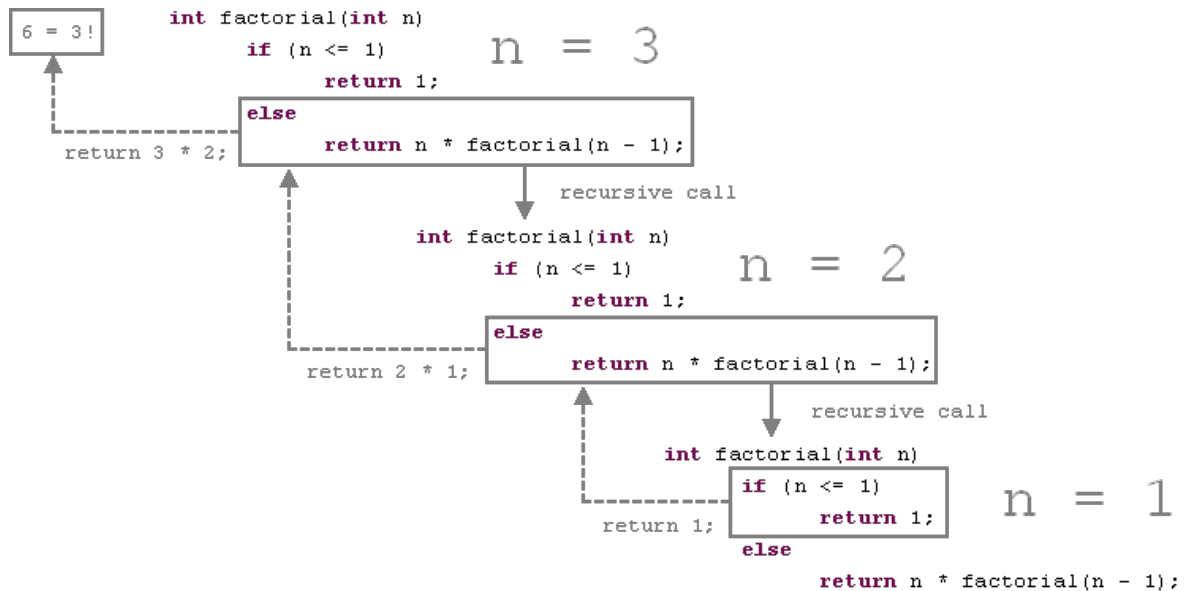 6 = 3!
int factorial(int n)
if (n <= 1)
return 1;
n = 3
else
return n * factorial(n - 1);
return 3 * 2;
recursive call
int factorial(int n)
if (n <= 1)
return 1;
n = 2
else
return n * factorial(n - 1);
return 2 * 1;
recursive call
int factorial(int n)
if (n <= 1)
return 1;
n = 1
return 1;
else
return n * factorial(n - 1);